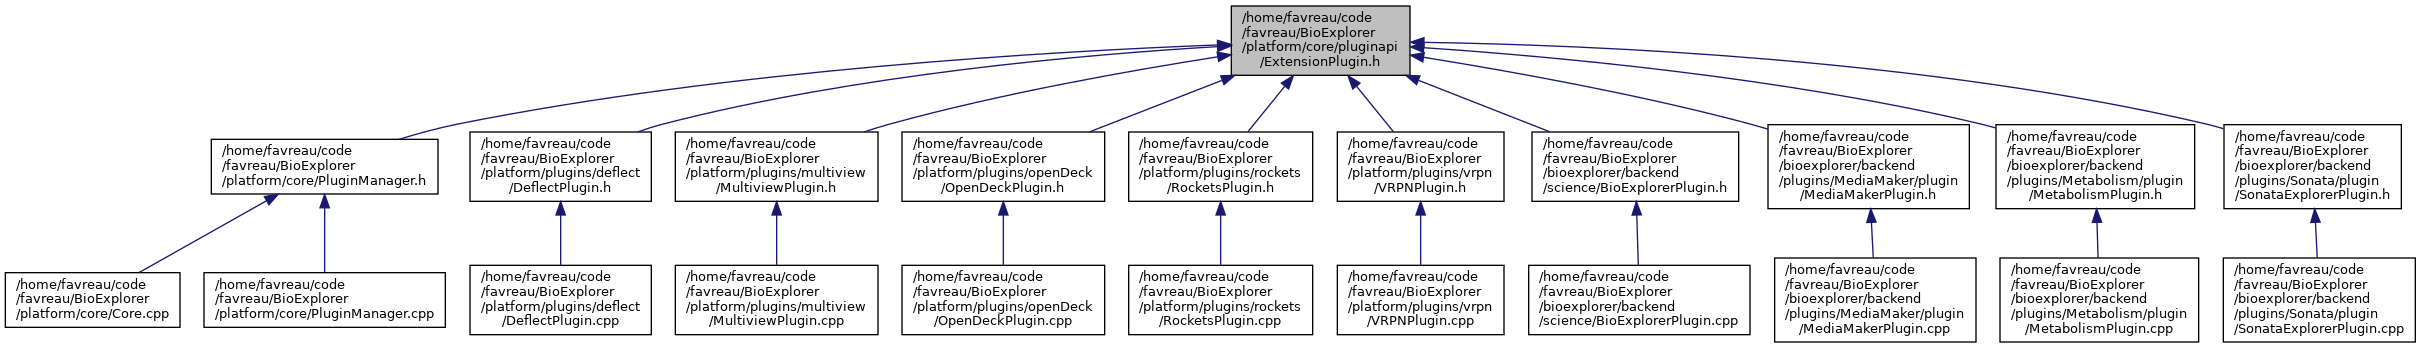 /home/favreau/code
/favreau/BioExplorer
/platform/core/pluginapi
/ExtensionPlugin.h
/home/favreau/code
/favreau/BioExplorer
/platform/core/PluginManager.h
/home/favreau/code
/favreau/BioExplorer
/platform/plugins/deflect
/DeflectPlugin.h
/home/favreau/code
/favreau/BioExplorer
/platform/plugins/multiview
/MultiviewPlugin.h
/home/favreau/code
/favreau/BioExplorer
/platform/plugins/openDeck
/OpenDeckPlugin.h
/home/favreau/code
/favreau/BioExplorer
/platform/plugins/rockets
/RocketsPlugin.h
/home/favreau/code
/favreau/BioExplorer
/platform/plugins/vrpn
/VRPNPlugin.h
/home/favreau/code
/favreau/BioExplorer
/bioexplorer/backend
/science/BioExplorerPlugin.h
/home/favreau/code
/favreau/BioExplorer
/bioexplorer/backend
/plugins/MediaMaker/plugin
/MediaMakerPlugin.h
/home/favreau/code
/favreau/BioExplorer
/bioexplorer/backend
/plugins/Metabolism/plugin
/MetabolismPlugin.h
/home/favreau/code
/favreau/BioExplorer
/bioexplorer/backend
/plugins/Sonata/plugin
/SonataExplorerPlugin.h
/home/favreau/code
/favreau/BioExplorer
/platform/core/Core.cpp
/home/favreau/code
/favreau/BioExplorer
/platform/core/PluginManager.cpp
/home/favreau/code
/favreau/BioExplorer
/platform/plugins/deflect
/DeflectPlugin.cpp
/home/favreau/code
/favreau/BioExplorer
/platform/plugins/multiview
/MultiviewPlugin.cpp
/home/favreau/code
/favreau/BioExplorer
/platform/plugins/openDeck
/OpenDeckPlugin.cpp
/home/favreau/code
/favreau/BioExplorer
/platform/plugins/rockets
/RocketsPlugin.cpp
/home/favreau/code
/favreau/BioExplorer
/platform/plugins/vrpn
/VRPNPlugin.cpp
/home/favreau/code
/favreau/BioExplorer
/bioexplorer/backend
/science/BioExplorerPlugin.cpp
/home/favreau/code
/favreau/BioExplorer
/bioexplorer/backend
/plugins/MediaMaker/plugin
/MediaMakerPlugin.cpp
/home/favreau/code
/favreau/BioExplorer
/bioexplorer/backend
/plugins/Metabolism/plugin
/MetabolismPlugin.cpp
/home/favreau/code
/favreau/BioExplorer
/bioexplorer/backend
/plugins/Sonata/plugin
/SonataExplorerPlugin.cpp